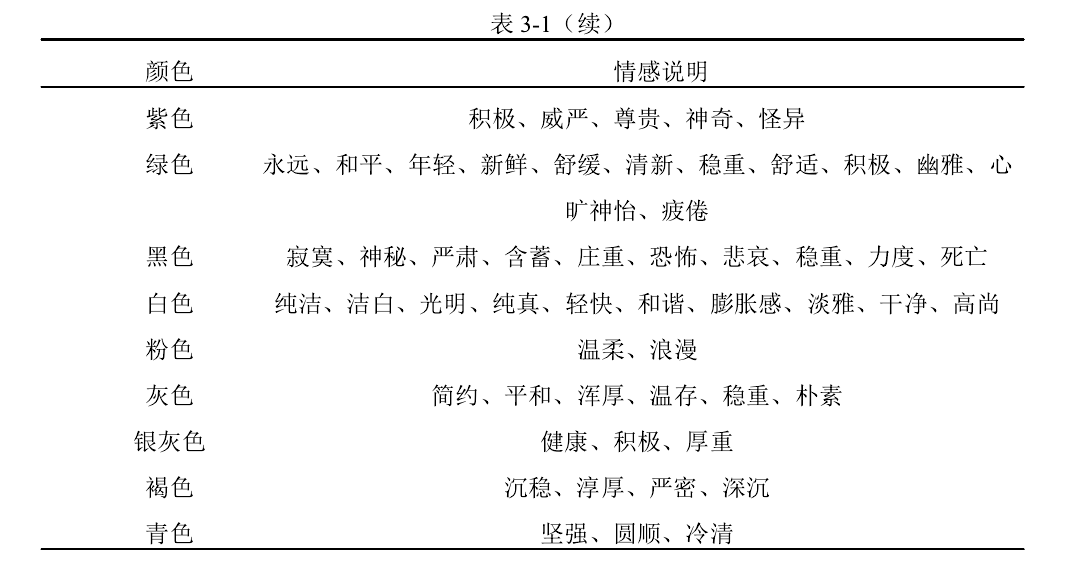 表 3-1（续）
颜色 情感说明
紫色 积极、威严、尊贵、神奇、怪异
绿色 永远、和平、年轻、新鲜、舒缓、清新、稳重、舒适、积极、幽雅、心
旷神怡、疲倦
黑色 寂寞、神秘、严肃、含蓄、庄重、恐怖、悲哀、稳重、力度、死亡
白色 纯洁、洁白、光明、纯真、轻快、和谐、膨胀感、淡雅、干净、高尚
粉色 温柔、浪漫
灰色 简约、平和、浑厚、温存、稳重、朴素
银灰色 健康、积极、厚重
褐色 沉稳、淳厚、严密、深沉
青色 坚强、圆顺、冷清